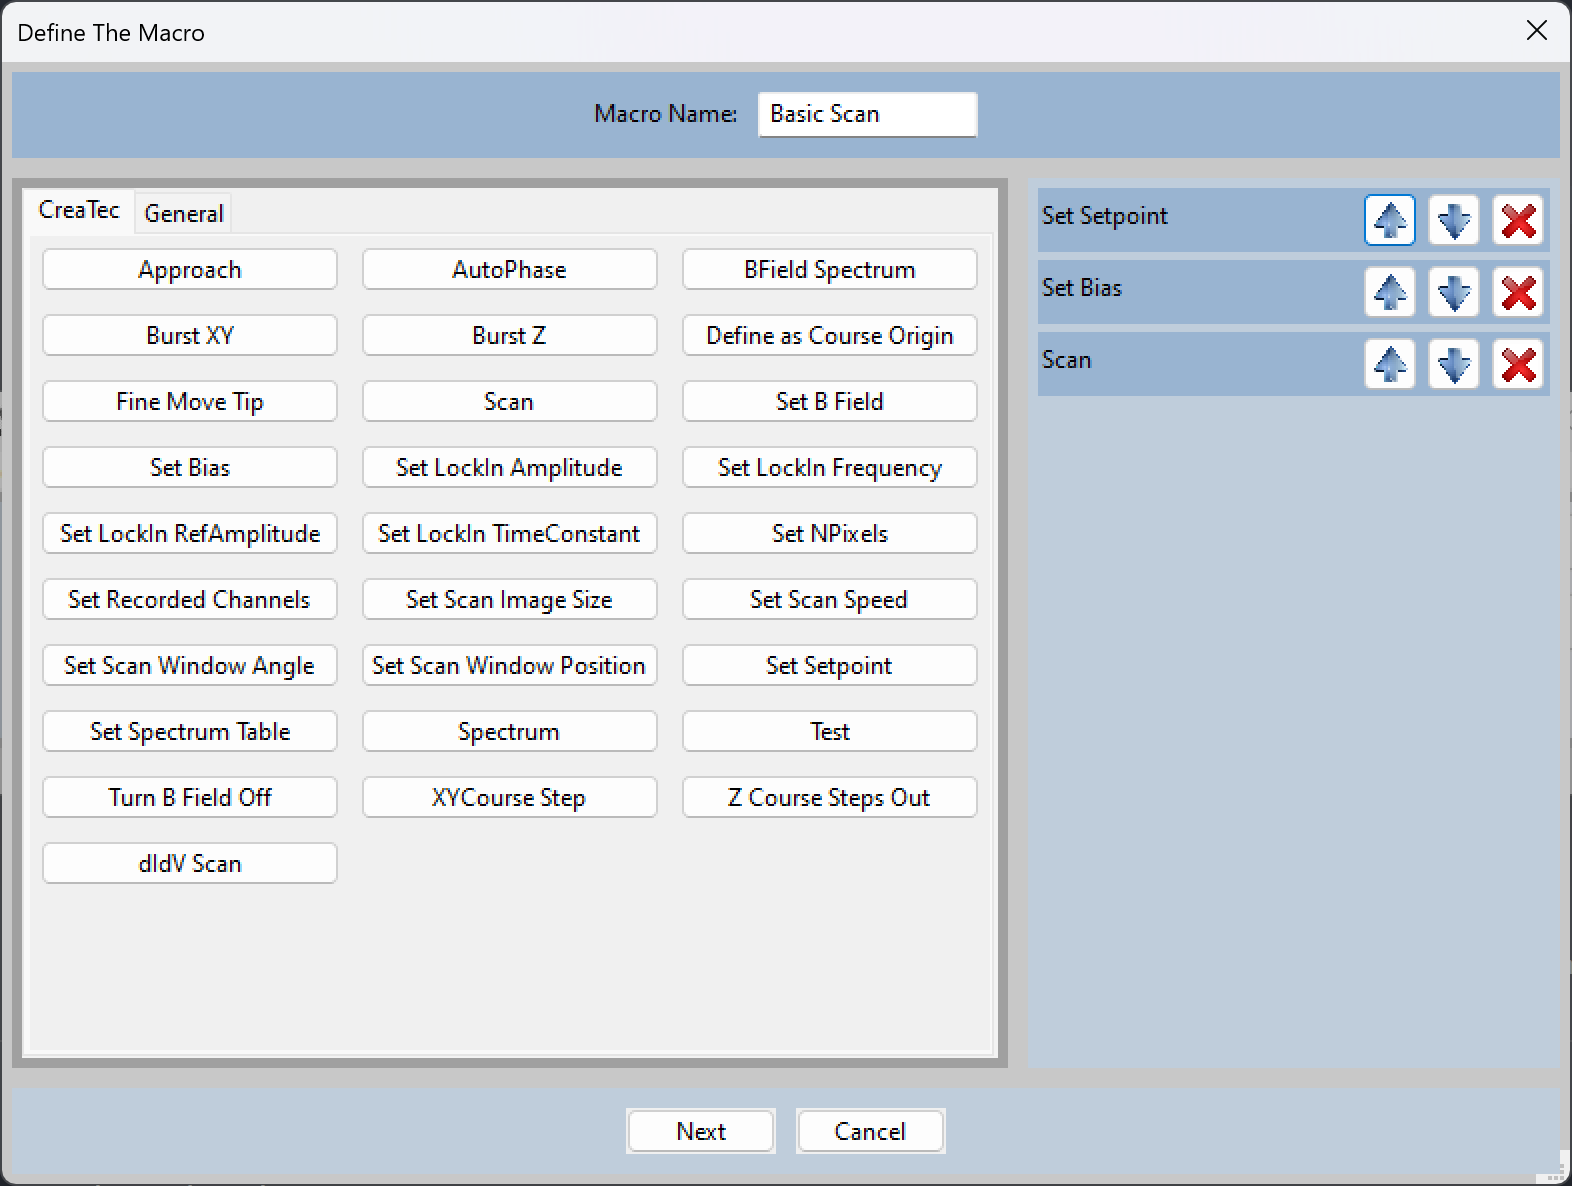 Define The Macro
Macro Name: Basic Scan
CreaTec General
Approach AutoPhase BField Spectrum
Burst XY Burst Z Define as Course Origin
Fine Move Tip Scan Set B Field
Set Bias Set LockIn Amplitude Set LockIn Frequency
Set LockIn RefAmplitude Set LockIn TimeConstant Set NPixels
Set Recorded Channels Set Scan Image Size Set Scan Speed
Set Scan Window Angle Set Scan Window Position Set Setpoint
Set Spectrum Table Spectrum Test
Turn B Field Off XYCourse Step Z Course Steps Out
dIdV Scan
Set Setpoint
Set Bias
Scan
Next Cancel